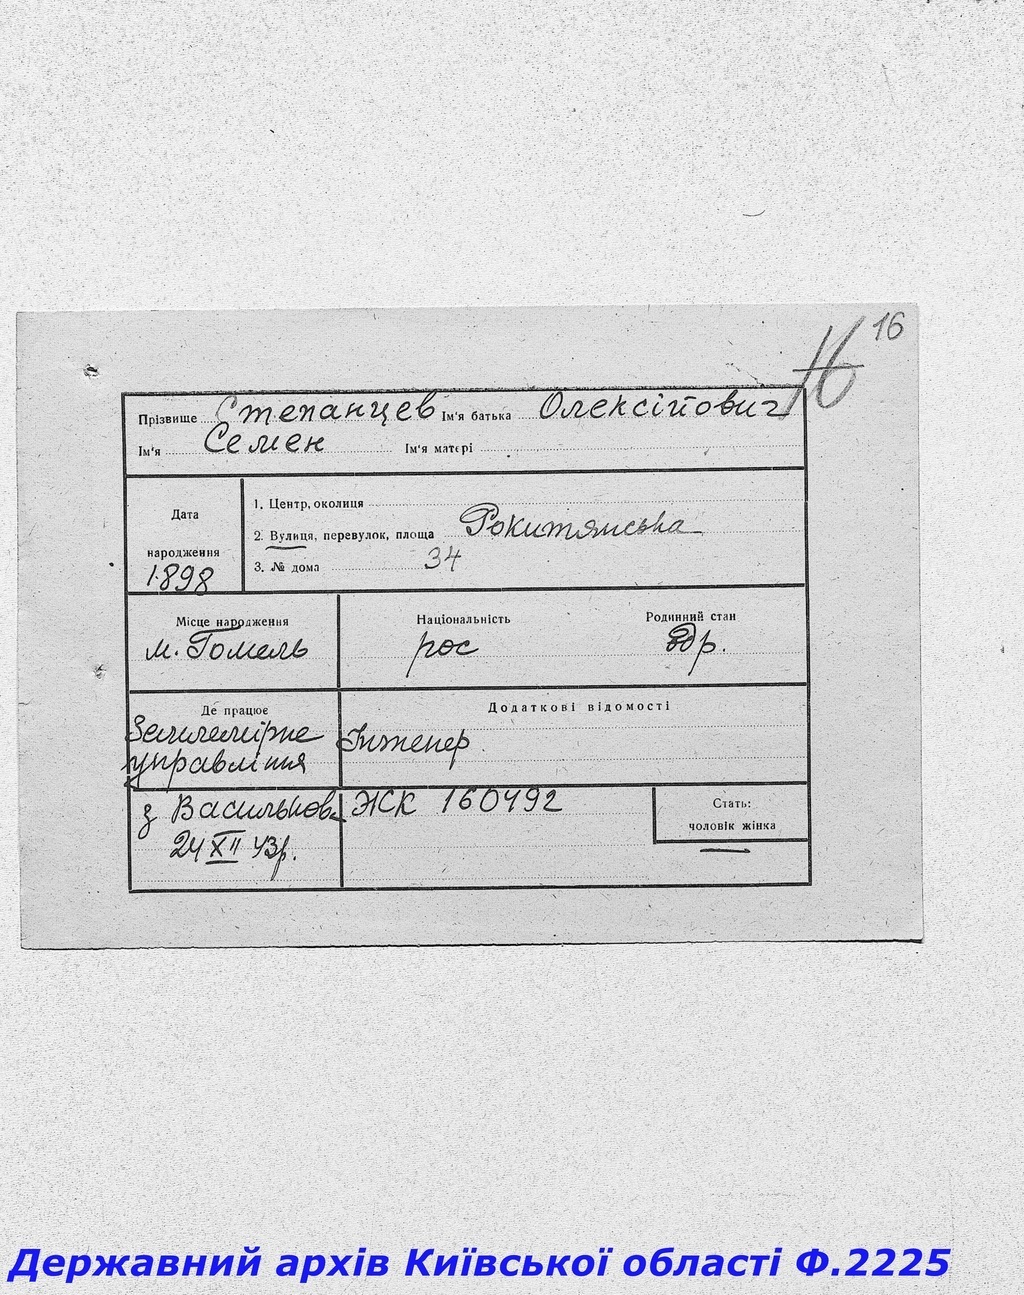 16
16
Прізвище Степанцев Ім'я батька Олексійович
Ім'я Семен Ім'я матері
Дата народження 1898
1. Центр, околиця
2. Вулиця, перевулок, площа Рокитянська
3. № дома 34
Місце народження
м. Гомель
Національність
рос
Родинний стан
одр.
Де працює
Землемірне
управління
Додаткові відомості
Інженер
з Васильков
24 XII 43р.
ЖК 160492
Стать:
чоловік жінка
Державний архів Київської області Ф.2225